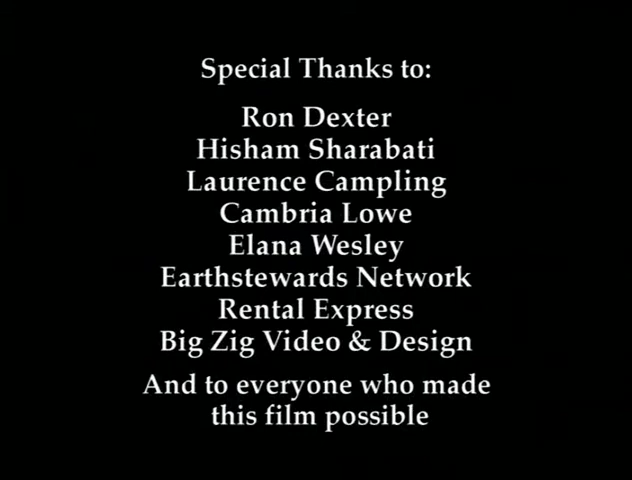 Special Thanks to:
Ron Dexter
Hisham Sharabati
Laurence Campling
Cambria Lowe
Elana Wesley
Earthstewards Network
Rental Express
Big Zig Video & Design
And to everyone who made
this film possible